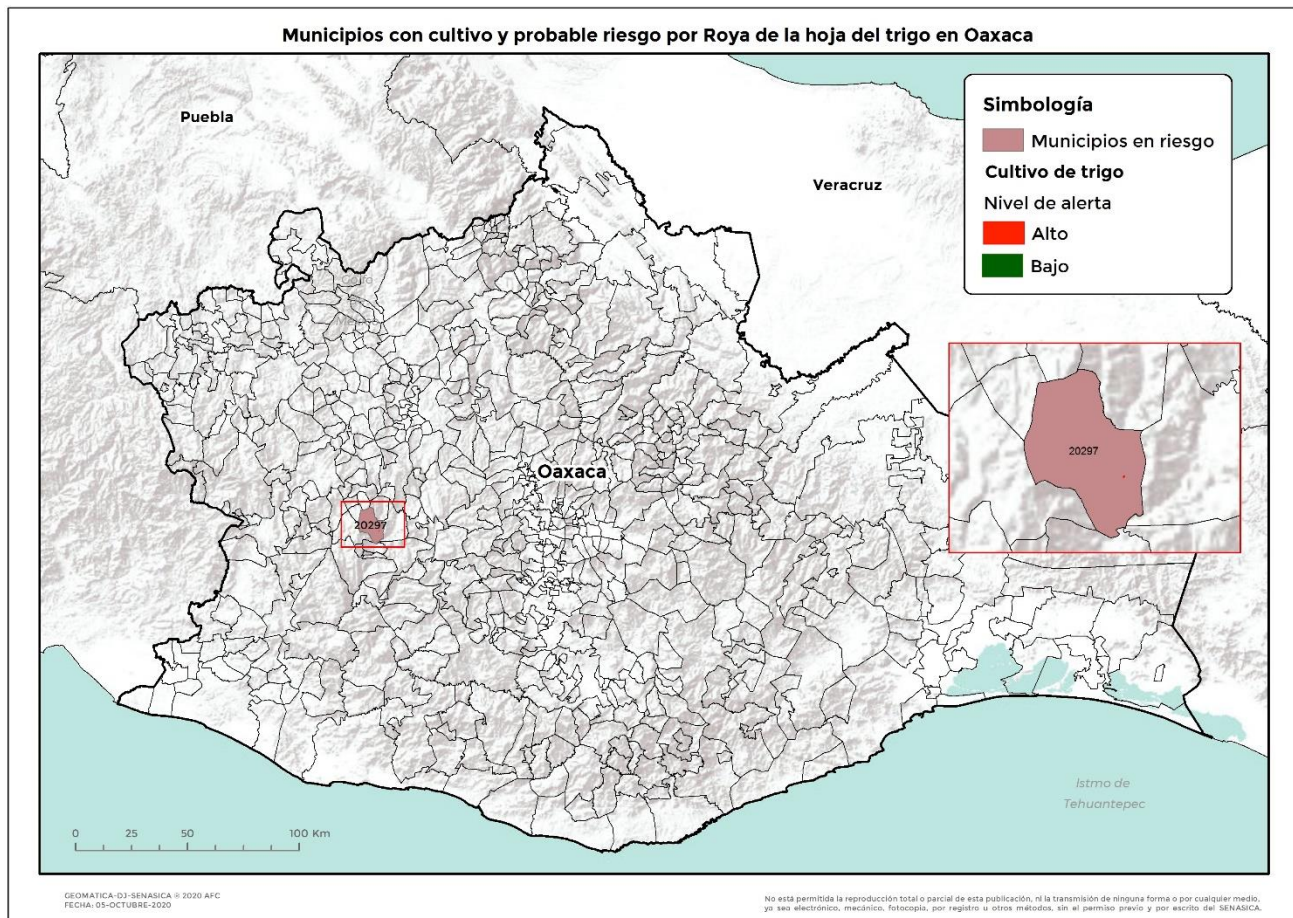 Municipios con cultivo y probable riesgo por Roya de la hoja del trigo en Oaxaca
Puebla
Veracruz
Simbología
Municipios en riesgo
Cultivo de trigo
Nivel de alerta
Alto
Bajo
Oaxaca
20297
20297
Istmo de
Tehuantepec
0 25 50 100 Km
GEOMATICA-DJ-SENASICA ® 2020 AFC
FECHA: 05-OCTUBRE-2020
No está permitida la reproducción total o parcial de esta publicación, ni la transmisión de ninguna forma o por cualquier medio,
ya sea electrónico, mecánico, fotocopia, por registro u otros métodos, sin el permiso previo y por escrito del SENASICA.